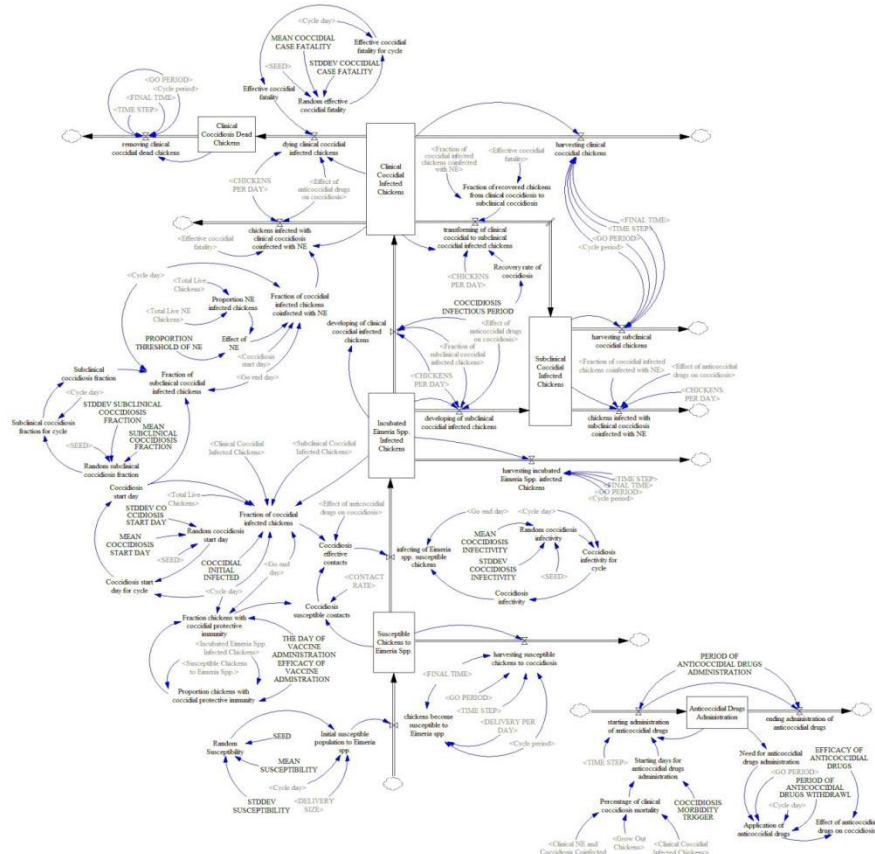 <Cycle day>
MEAN COCCIDIAL
CASE FATALITY
Effective coccidial
fatality for cycle
<SEED>
STDDEV COCCIDIAL
CASE FATALITY
Effective coccidial
fatality
Random effective
coccidial fatality
<GO PERIOD>
<Cycle period>
<FINAL TIME>
<TIME STEP>
removing clinical
coccidial dead chickens
Clinical
Coccidiosis Dead
Chickens
dying clinical coccidial
infected chickens
Clinical
Coccidial
Infected
Chickens
harvesting clinical
coccidial chickens
<Fraction of
coccidial infected
chickens coinfected
with NE>
<Effective coccidial
fatality>
Fraction of recovered chickens
from clinical coccidiosis to
subclinical coccidiosis
<CHICKENS
PER DAY>
<Effect of
anticoccidial drugs
on coccidiosis>
chickens infected with
clinical coccidiosis
coinfected with NE
<Effective coccidial
fatality>
transforming of clinical
coccidial to subclinical
coccidial infected chickens
<CHICKENS
PER DAY>
Recovery rate of
coccidiosis
<FINAL TIME>
<TIME STEP>
<GO PERIOD>
<Cycle period>
<Cycle day>
<Total Live
Chickens>
Proportion NE
infected chickens
<Total Live NE
Chickens>
Fraction of coccidial
infected chickens
coinfected with NE
PROPORTION
THRESHOLD OF NE
Effect of
NE
<Coccidiosis
start day>
<Go end day>
COCCIDIOSIS
INFECTIOUS PERIOD
developing of clinical
coccidial infected
chickens
<Effect of
anticoccidial drugs
on coccidiosis>
<Fraction of
subclinical coccidial
infected chickens>
<CHICKENS
PER DAY>
Subclinical
Coccidial
Infected
Chickens
harvesting subclinical
coccidial chickens
<Fraction of coccidial infected
chickens coinfected with NE>
<Effect of anticoccidial
drugs on coccidiosis>
<CHICKENS
PER DAY>
chickens infected with subclinical
coccidiosis coinfected with NE
developing of subclinical
coccidial infected chickens
Subclinical
coccidiosis fraction
Fraction of
subclinical coccidial
infected chickens
<Cycle day>
STDDEV SUBCLINICAL
COCCIDIOSIS
FRACTION
Subclinical coccidiosis
fraction for cycle
MEAN
SUBCLINICAL
COCCIDIOSIS
FRACTION
<SEED>
Random subclinical
coccidiosis fraction
Incubated
Eimeria Spp.
Infected
Chickens
<Clinical Coccidial
Infected Chickens>
<Subclinical Coccidial
Infected Chickens>
harvesting incubated
Eimeria Spp. infected
Chickens
<TIME STEP>
<FINAL TIME>
<GO PERIOD>
<Cycle period>
Coccidiosis
start day
<Total Live
Chickens>
STDDEV CO
CCIDIOSIS
START DAY
Fraction of coccidial
infected chickens
MEAN
COCCIDIOSIS
START DAY
Random coccidiosis
start day
<SEED>
COCCIDIAL
INITIAL
INFECTED
<Go end
day>
Coccidiosis start
day for cycle
<Cycle day>
<Effect of anticoccidial
drugs on coccidiosis>
Coccidiosis
effective
contacts
<CONTACT
RATE>
infecting of Eimeria
spp. susceptible
chickens
<Go end day>
<Cycle day>
MEAN
COCCIDIOSIS
INFECTIVITY
Random coccidiosis
infectivity
STDDEV
COCCIDIOSIS
INFECTIVITY
<SEED>
Coccidiosis
infectivity for cycle
Coccidiosis
infectivity
Fraction chickens with
coccidial protective
immunity
Coccidiosis
susceptible contacts
<Incubated Eimeria Spp.
Infected Chickens>
<Susceptible Chickens
to Eimeria Spp.>
THE DAY OF
VACCINE
ADMINISTRATION
EFFICACY OF
VACCINE
ADMISTRATION
Proportion chickens with
coccidial protective immunity
Susceptible
Chickens to
Eimeria Spp.
harvesting susceptible
chickens to coccidiosis
<FINAL TIME>
<GO PERIOD>
<TIME STEP>
<DELIVERY PER
DAY>
<Cycle period>
chickens become
susceptible to
Eimeria spp.
Initial susceptible
population to Eimeria
spp.
SEED
Random
Susceptibility
MEAN
SUSCEPTIBILITY
<Cycle day>
STDDEV
SUSCEPTIBILITY
<DELIVERY
SIZE>
PERIOD OF
ANTICOCCIDIAL DRUGS
ADMINISTRATION
starting administration
of anticoccidial drugs
Anticoccidial Drugs
Administration
ending administration of
anticoccidial drugs
<TIME STEP>
Starting days for
anticoccidial drugs
administration
Need for anticoccidial
drugs administration
EFFICACY OF
ANTICOCCIDIAL
DRUGS
<GO PERIOD>
PERIOD OF
ANTICOCCIDIAL
DRUGS WITHDRAWL
<Cycle day>
Percentage of clinical
coccidiosis mortality
COCCIDIOSIS
MORBIDITY
TRIGGER
Application of
anticoccidial drugs
Effect of anticoccidial
drugs on coccidiosis
<Clinical NE and
Coccidiosis Coinfected
<Grow Out
Chickens>
<Clinical Coccidial
Infected Chickens>